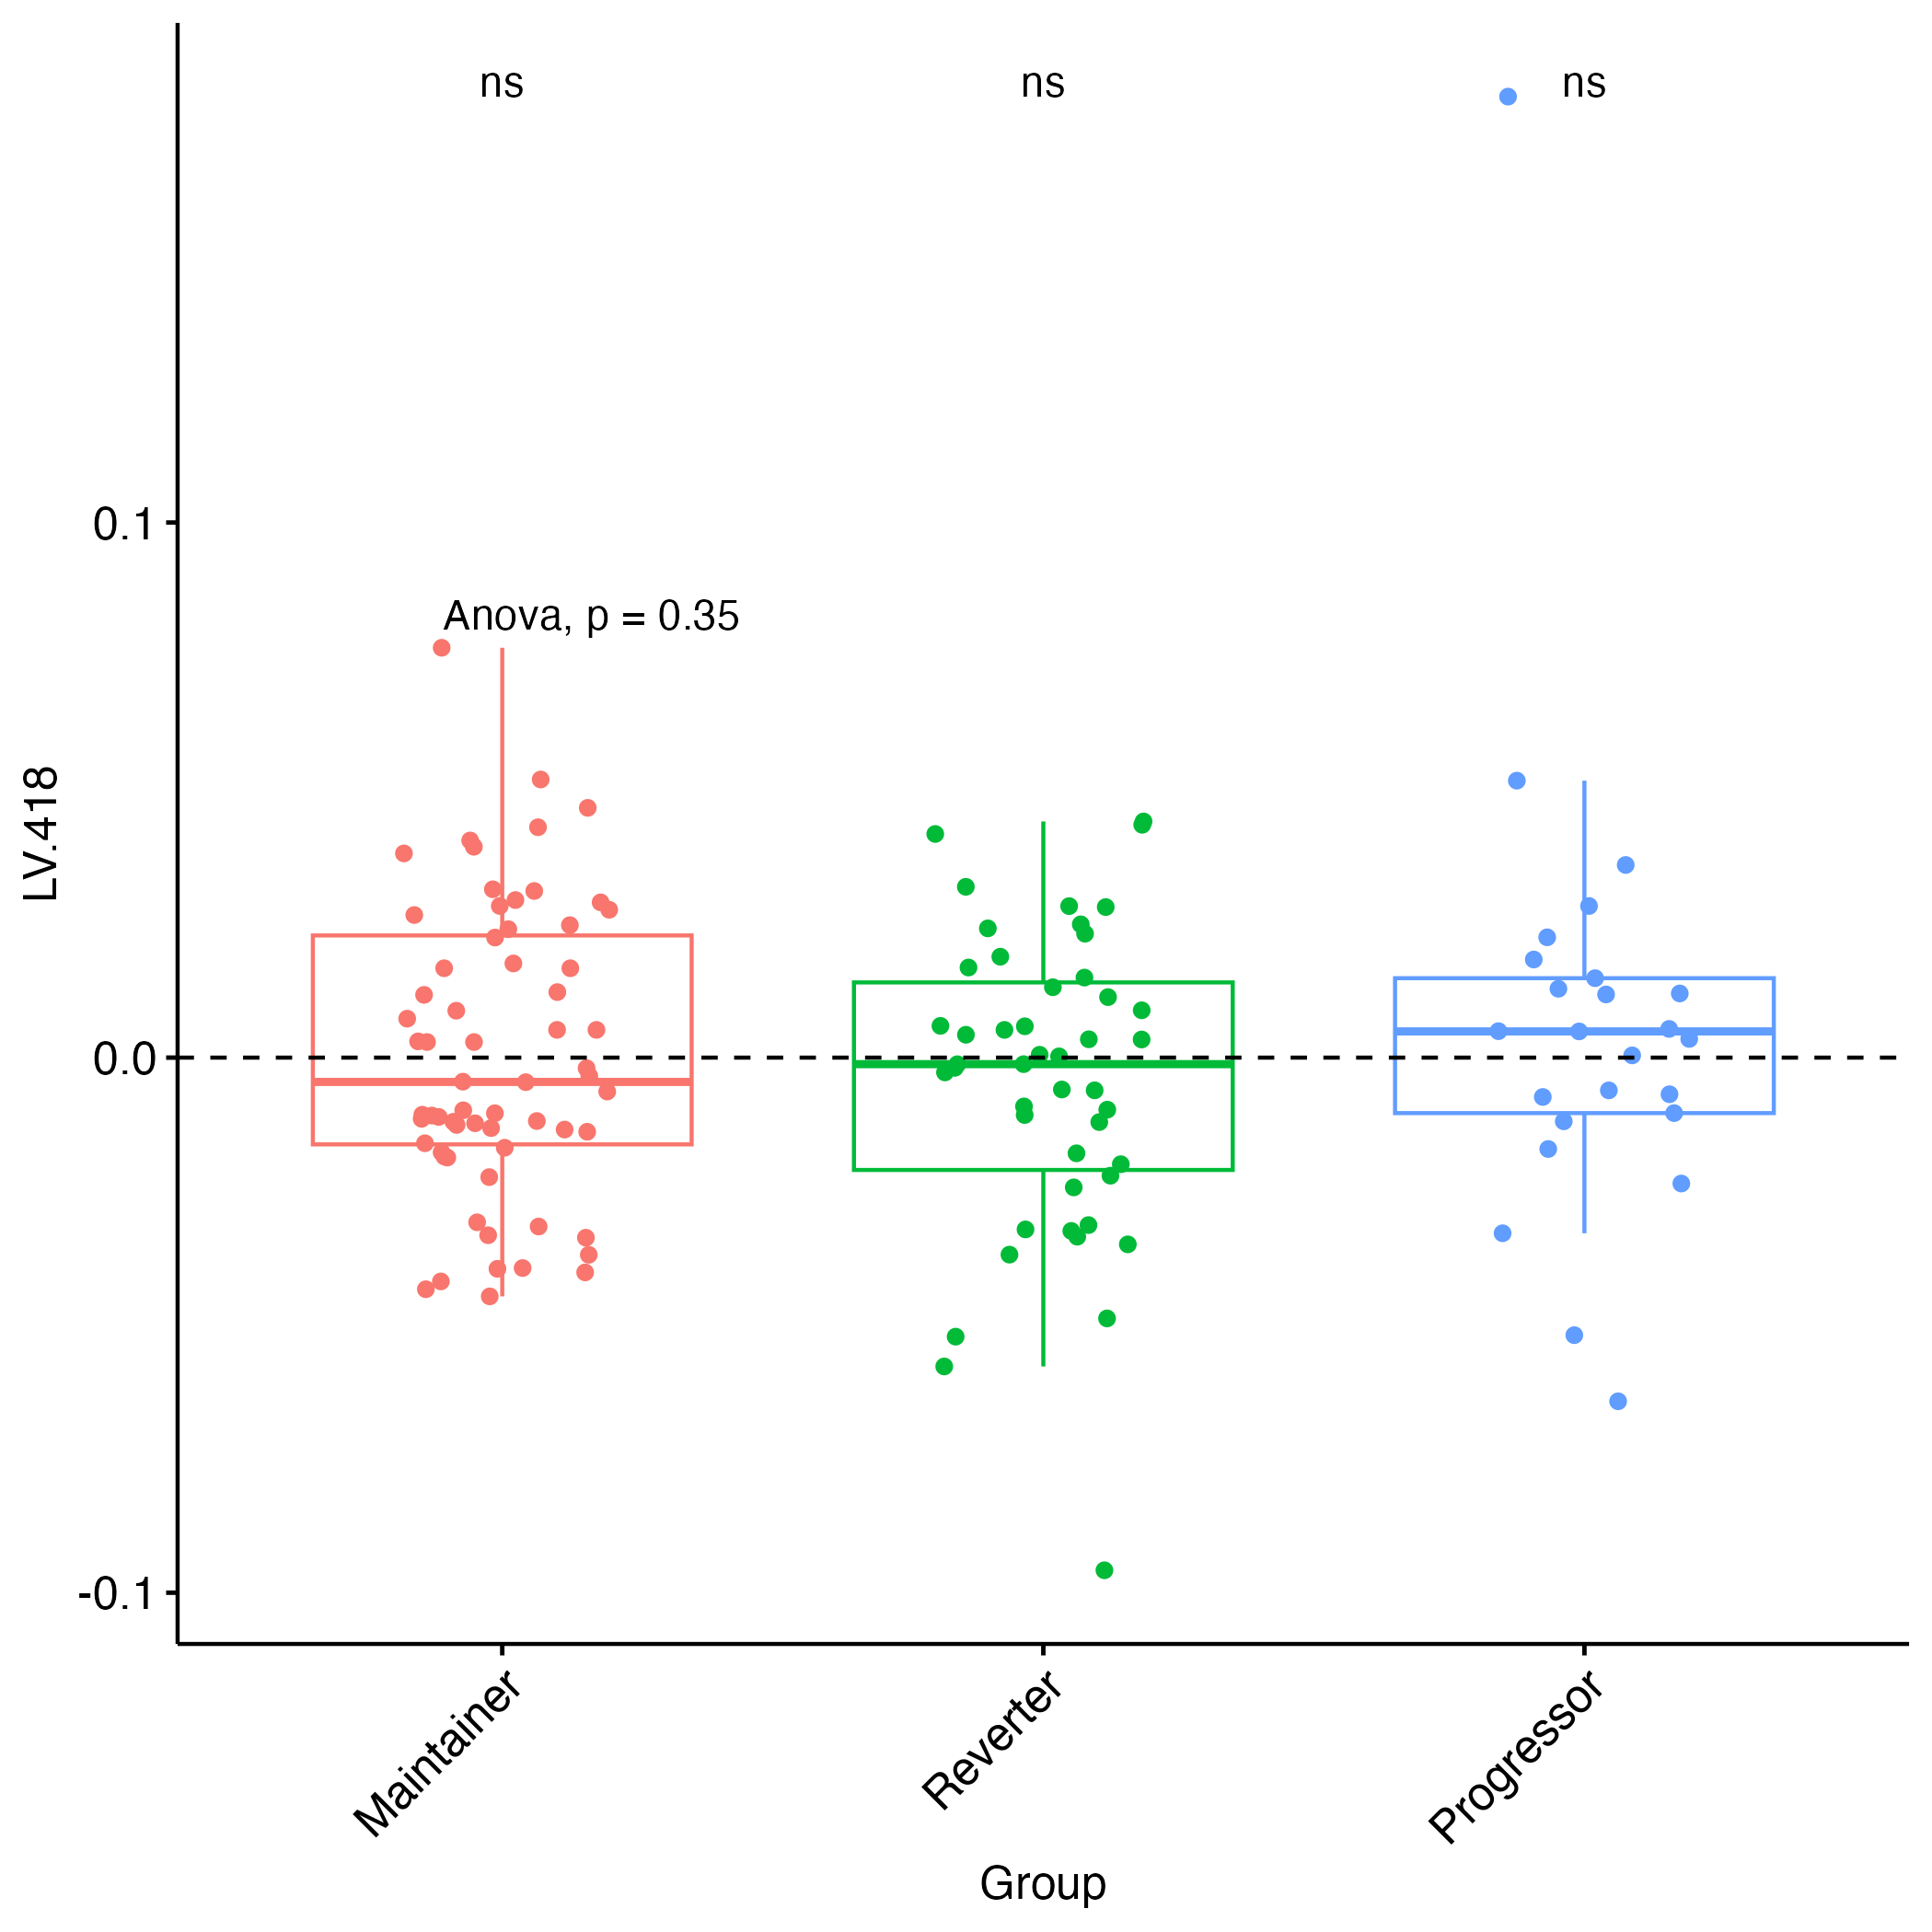 ns
ns
ns
0.1
Anova, p = 0.35
LV.418
0.0
-0.1
Maintainer
Reverter
Progressor
Group